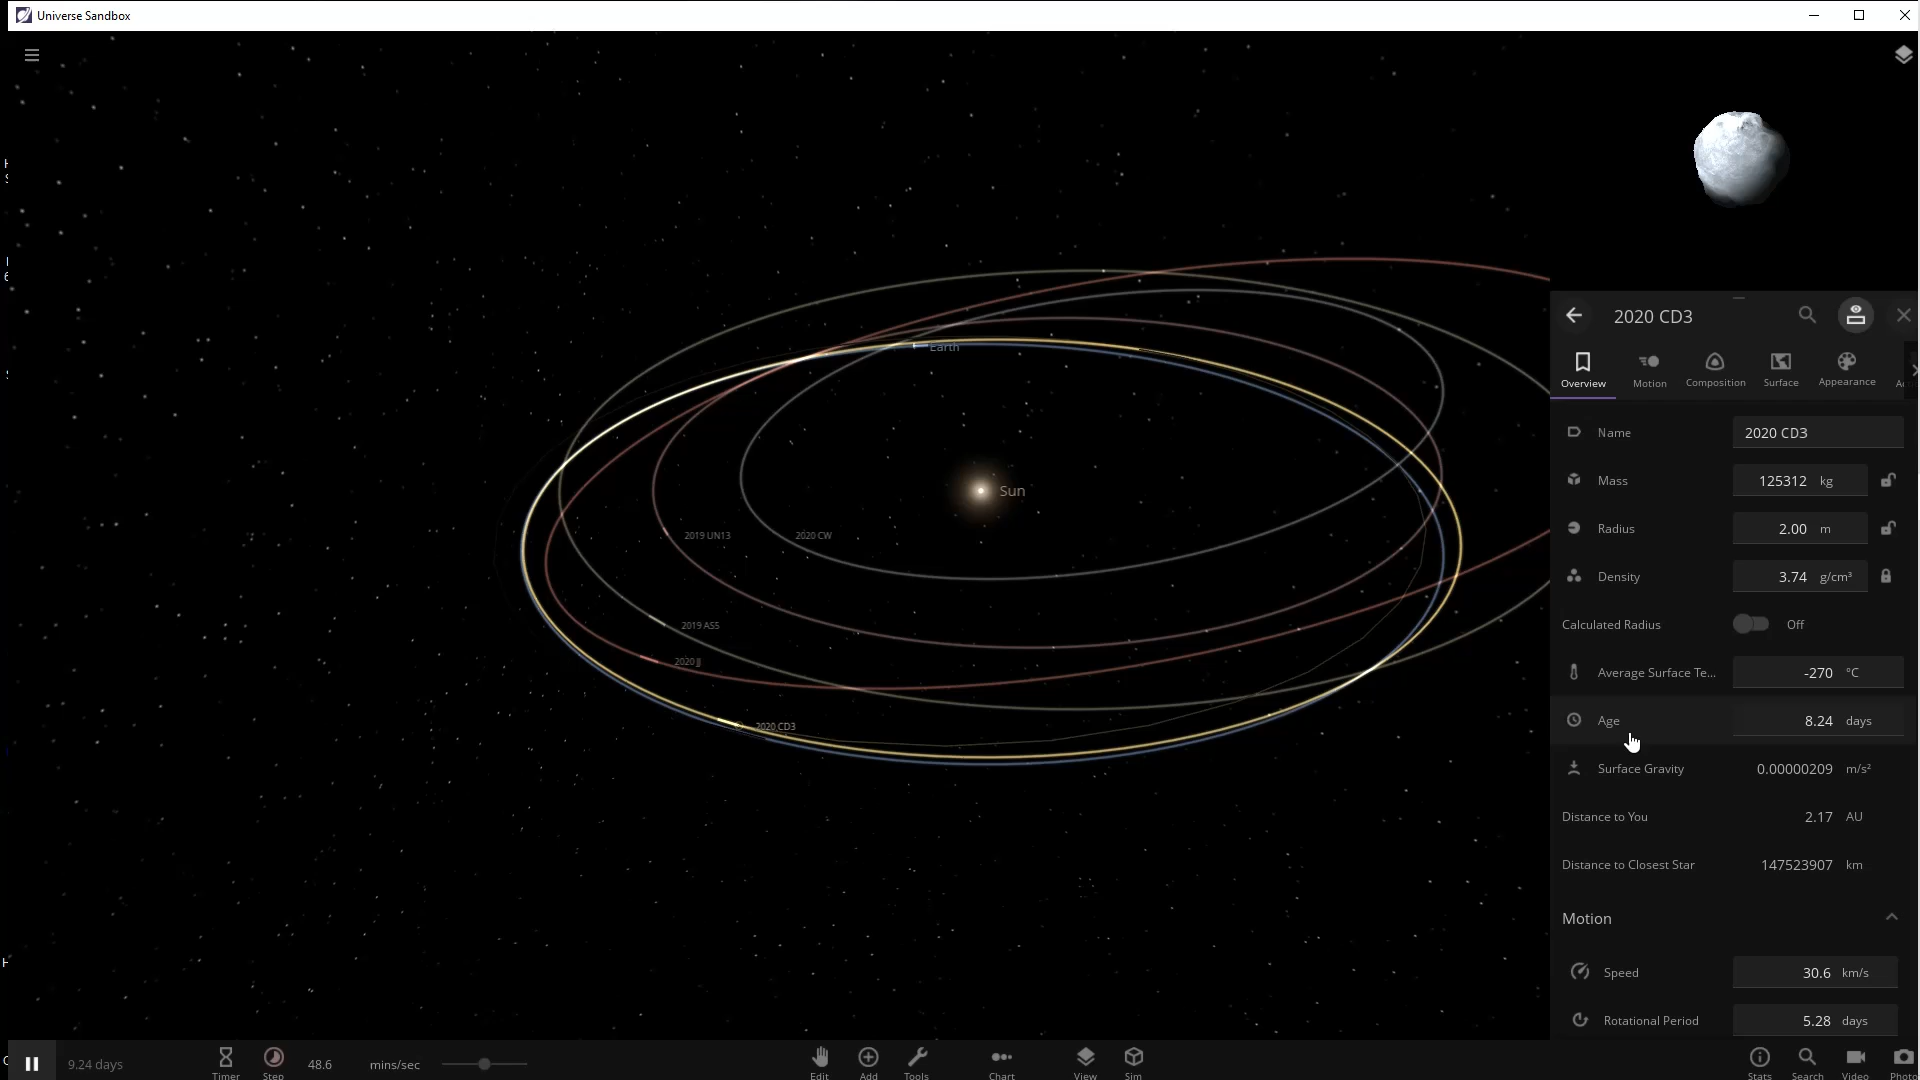 Universe Sandbox
Earth
Sun
2019 UN13
2020 CW
2019 AS5
2020 JJ
2020 CD3
2020 CD3
Overview
Motion
Composition
Surface
Appearance
Name
2020 CD3
Mass
125312 kg
Radius
2.00 m
Density
3.74 g/cm³
Calculated Radius
Off
Average Surface Te...
-270 °C
Age
8.24 days
Surface Gravity
0.00000209 m/s²
Distance to You
2.17 AU
Distance to Closest Star
147523907 km
Motion
Speed
30.6 km/s
Rotational Period
5.28 days
9.24 days
Timer
Step
48.6 mins/sec
Edit
Add
Tools
Chart
View
Sim
Stats
Search
Video
Photo